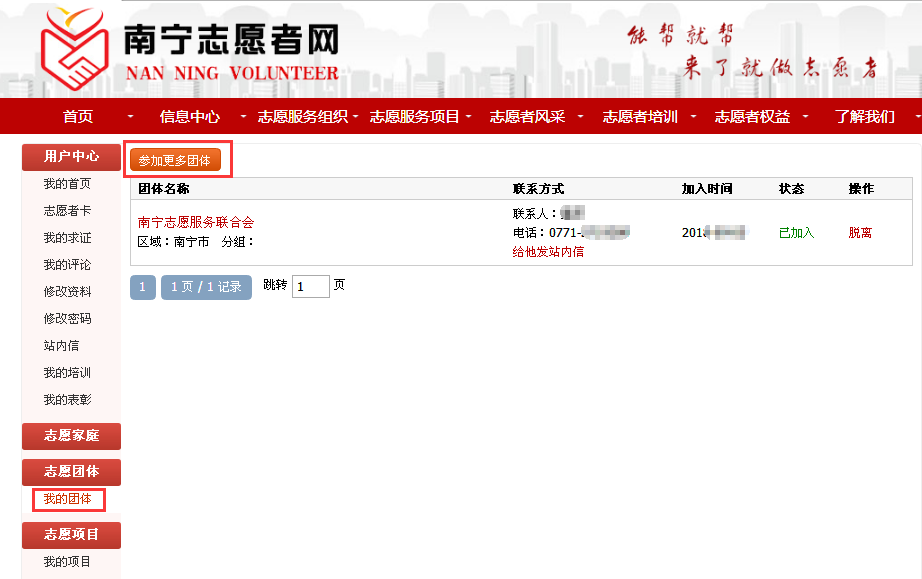 南宁志愿者网
NAN NING VOLUNTEER
能帮就帮
来了就做志愿者
首页 信息中心 志愿服务组织 志愿服务项目 志愿者风采 志愿者培训 志愿者权益 了解我们
用户中心
我的首页
志愿者卡
我的求证
我的评论
修改资料
修改密码
站内信
我的培训
我的表彰
志愿家庭
志愿团体
我的团体
志愿项目
我的项目
参加更多团体
团体名称 联系方式 加入时间 状态 操作
南宁志愿服务联合会
区域：南宁市 分组：
联系人：
电话：0771-
给他发站内信
201
已加入
脱离
1 1 页 / 1 记录 跳转 1 页